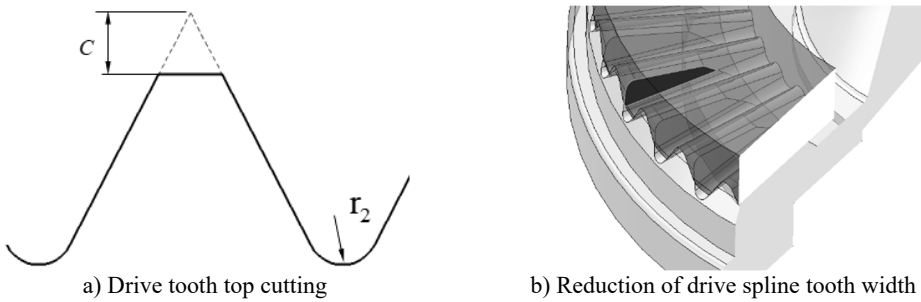 C
r2
a) Drive tooth top cutting
b) Reduction of drive spline tooth width